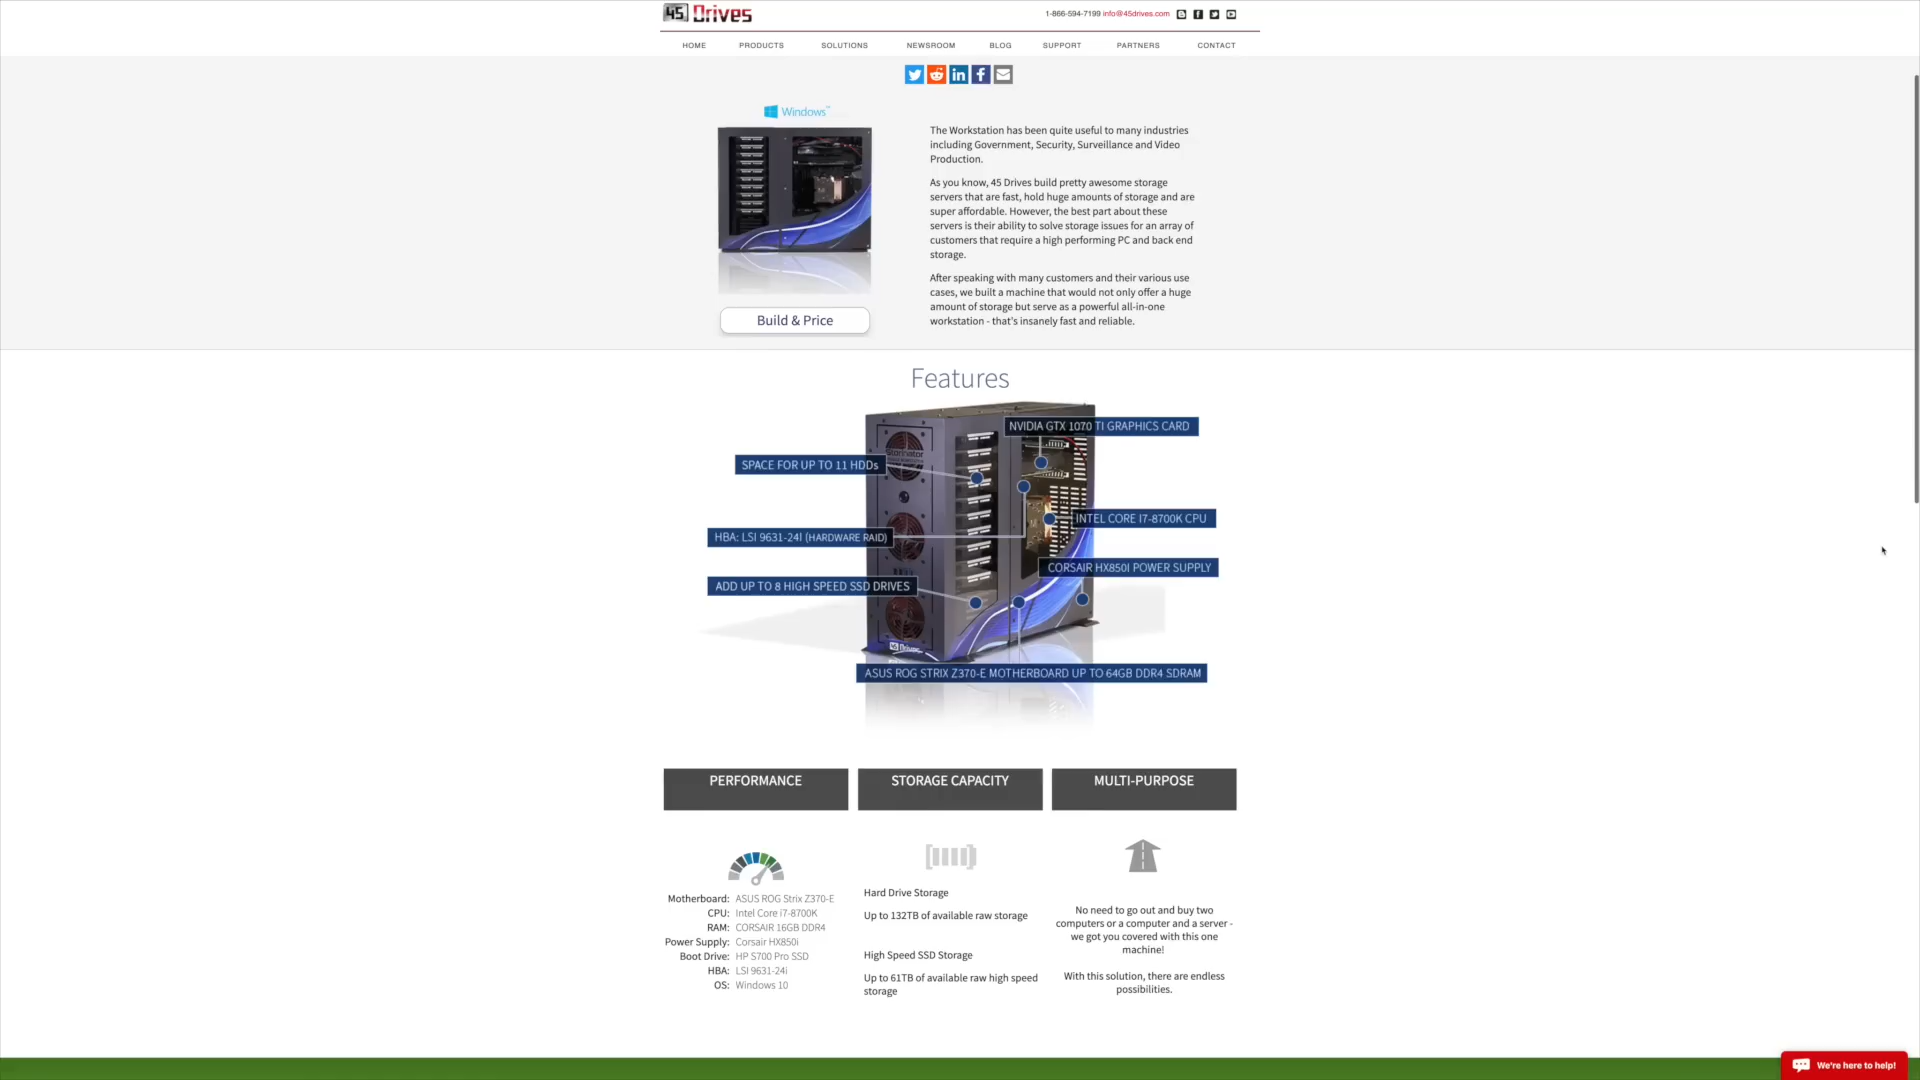 45 Drives
1-866-594-7199 info@45drives.com
HOME PRODUCTS SOLUTIONS NEWSROOM BLOG SUPPORT PARTNERS CONTACT
Windows™
Build & Price
The Workstation has been quite useful to many industries
including Government, Security, Surveillance and Video
Production.
As you know, 45 Drives build pretty awesome storage
servers that are fast, hold huge amounts of storage and are
super affordable. However, the best part about these
servers is their ability to solve storage issues for an array of
customers that require a high performing PC and back end
storage.
After speaking with many customers and their various use
cases, we built a machine that would not only offer a huge
amount of storage but serve as a powerful all-in-one
workstation - that's insanely fast and reliable.
Features
NVIDIA GTX 1070 TI GRAPHICS CARD
Storinator
SPACE FOR UP TO 11 HDDs
INTEL CORE I7-8700K CPU
HBA: LSI 9631-24I (HARDWARE RAID)
CORSAIR HX850I POWER SUPPLY
ADD UP TO 8 HIGH SPEED SSD DRIVES
45 Drives
ASUS ROG STRIX Z370-E MOTHERBOARD UP TO 64GB DDR4 SDRAM
PERFORMANCE
Motherboard: ASUS ROG Strix Z370-E
CPU: Intel Core i7-8700K
RAM: CORSAIR 16GB DDR4
Power Supply: Corsair HX850i
Boot Drive: HP S700 Pro SSD
HBA: LSI 9631-24i
OS: Windows 10
STORAGE CAPACITY
Hard Drive Storage
Up to 132TB of available raw storage
High Speed SSD Storage
Up to 61TB of available raw high speed
storage
MULTI-PURPOSE
No need to go out and buy two
computers or a computer and a server -
we got you covered with this one
machine!
With this solution, there are endless
possibilities.
We're here to help!